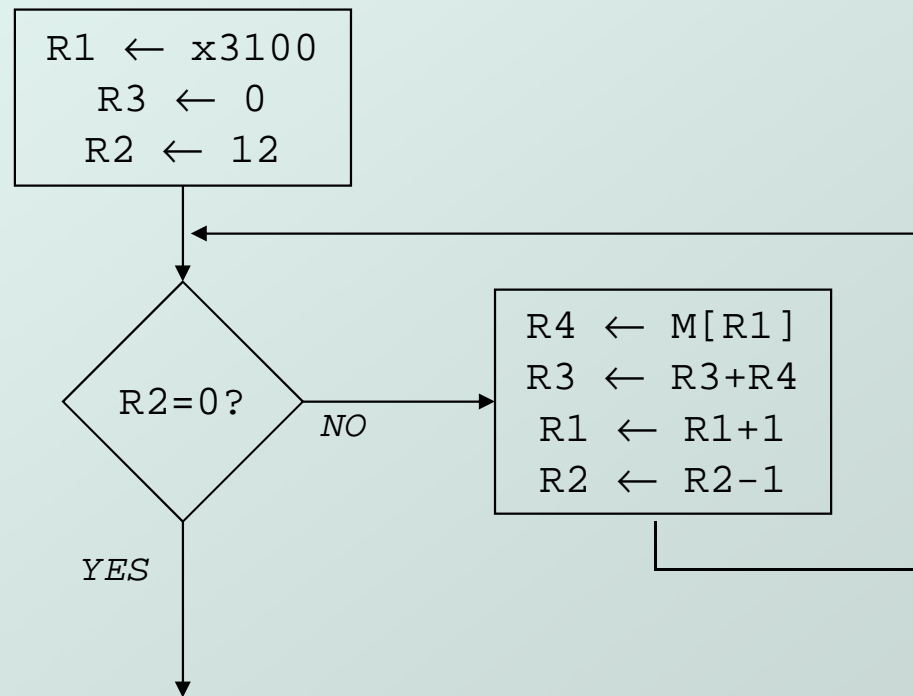 R1 ← x3100
R3 ← 0
R2 ← 12
R2=0?
NO
R4 ← M[R1]
R3 ← R3+R4
R1 ← R1+1
R2 ← R2-1
YES